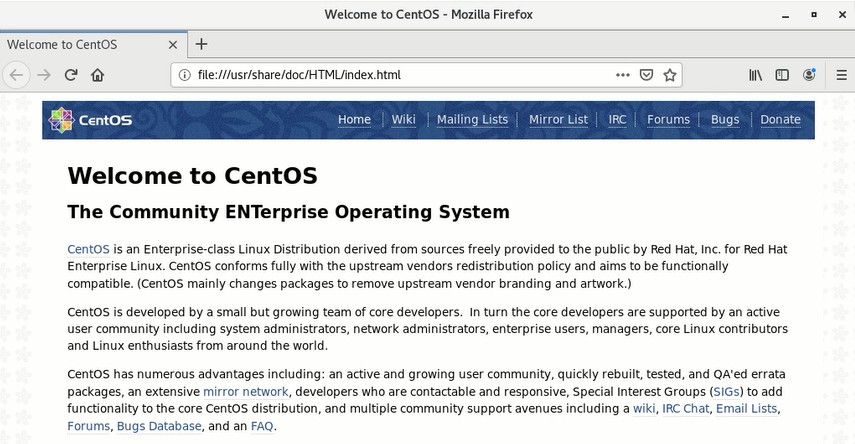 Welcome to CentOS - Mozilla Firefox
Welcome to CentOS
file:///usr/share/doc/HTML/index.html
CentOS Home Wiki Mailing Lists Mirror List IRC Forums Bugs Donate
Welcome to CentOS
The Community ENTerprise Operating System
CentOS is an Enterprise-class Linux Distribution derived from sources freely provided to the public by Red Hat, Inc. for Red Hat
Enterprise Linux. CentOS conforms fully with the upstream vendors redistribution policy and aims to be functionally
compatible. (CentOS mainly changes packages to remove upstream vendor branding and artwork.)
CentOS is developed by a small but growing team of core developers.  In turn the core developers are supported by an active
user community including system administrators, network administrators, enterprise users, managers, core Linux contributors
and Linux enthusiasts from around the world.
CentOS has numerous advantages including: an active and growing user community, quickly rebuilt, tested, and QA'ed errata
packages, an extensive mirror network, developers who are contactable and responsive, Special Interest Groups (SIGs) to add
functionality to the core CentOS distribution, and multiple community support avenues including a wiki, IRC Chat, Email Lists,
Forums, Bugs Database, and an FAQ.